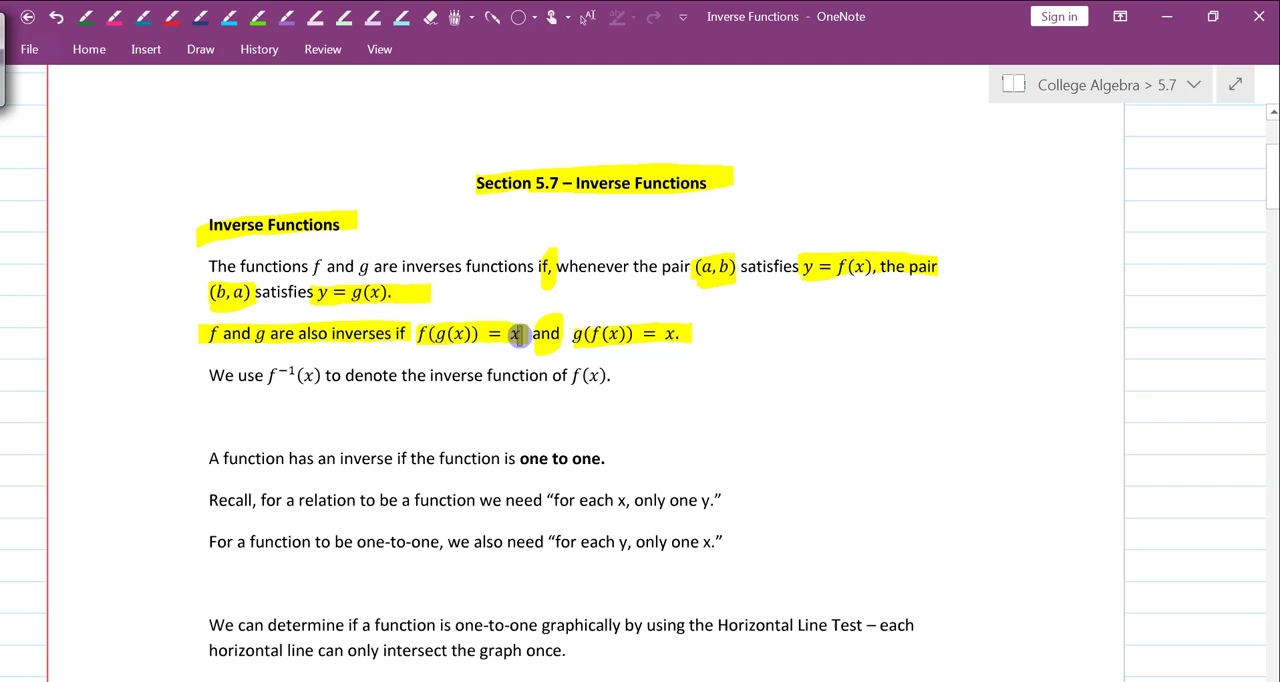 Inverse Functions - OneNote
Sign in
File Home Insert Draw History Review View
College Algebra > 5.7
Section 5.7 – Inverse Functions
Inverse Functions
The functions f and g are inverses functions if, whenever the pair (a, b) satisfies y = f(x), the pair
(b, a) satisfies y = g(x).
f and g are also inverses if f(g(x)) = x and g(f(x)) = x.
We use f⁻¹(x) to denote the inverse function of f(x).
A function has an inverse if the function is one to one.
Recall, for a relation to be a function we need “for each x, only one y.”
For a function to be one-to-one, we also need “for each y, only one x.”
We can determine if a function is one-to-one graphically by using the Horizontal Line Test – each
horizontal line can only intersect the graph once.